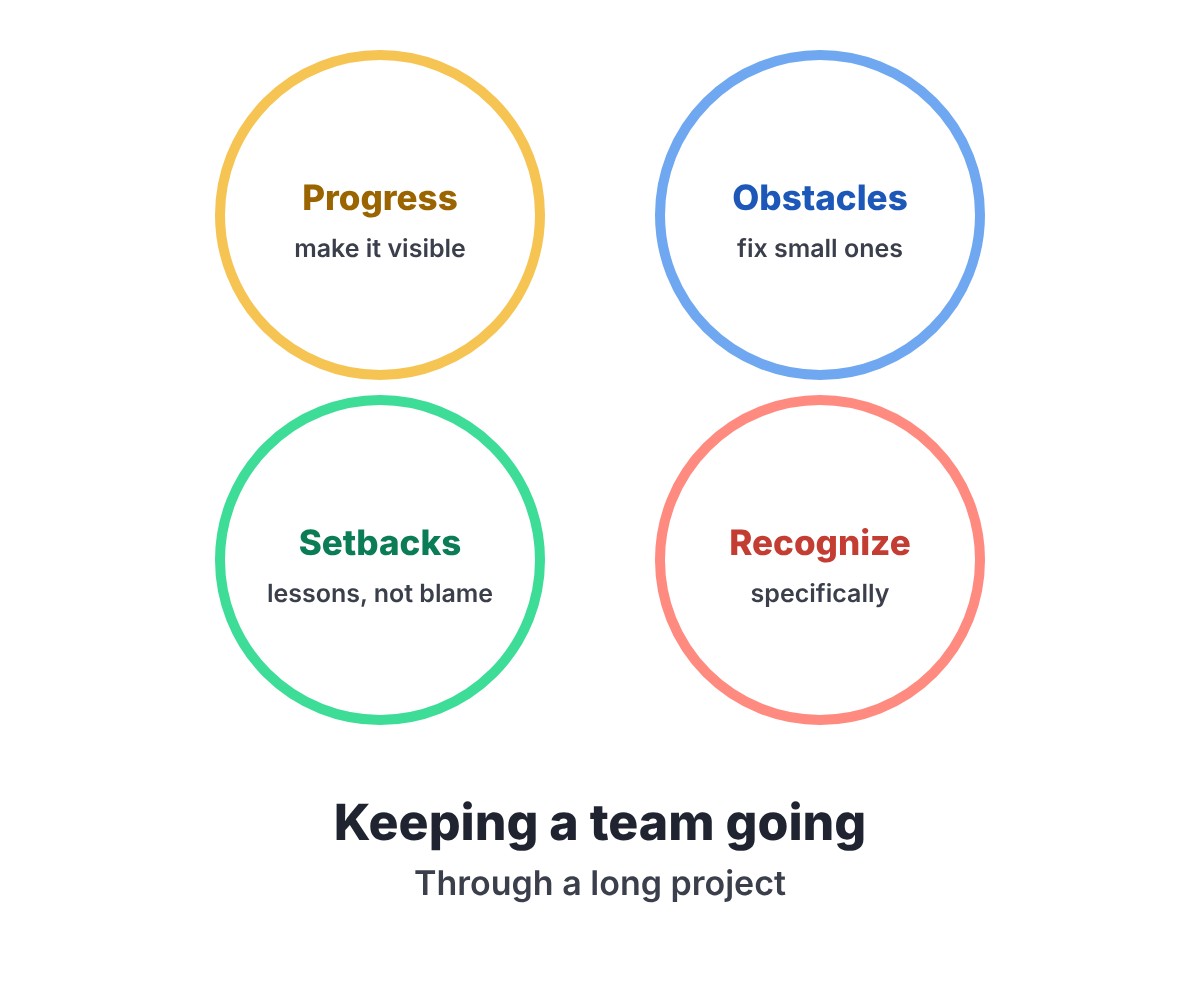 Progress
make it visible
Obstacles
fix small ones
Setbacks
lessons, not blame
Recognize
specifically
Keeping a team going
Through a long project